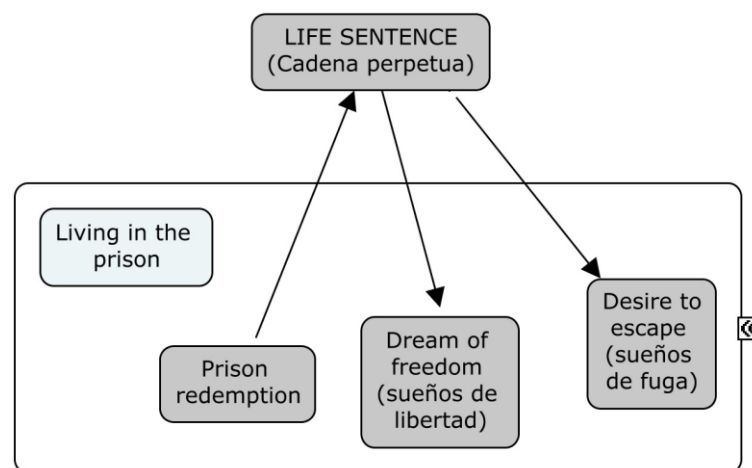 LIFE SENTENCE
(Cadena perpetua)
Living in the
prison
Prison
redemption
Dream of
freedom
(sueños de
libertad)
Desire to
escape
(sueños
de fuga)